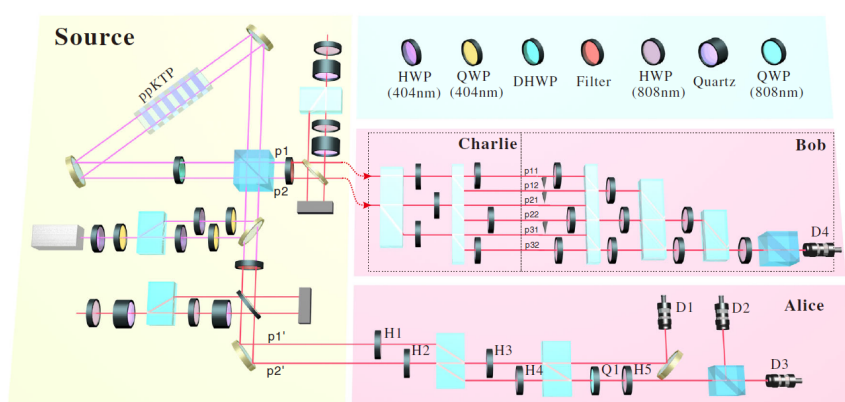 Source
ppKTP
p1
p2
p1'
p2'
HWP
(404nm)
QWP
(404nm)
DHWP
Filter
HWP
(808nm)
Quartz
QWP
(808nm)
Charlie
Bob
p11
p12
p21
p22
p31
p32
D4
Alice
D1
D2
D3
H1
H2
H3
H4
Q1
H5